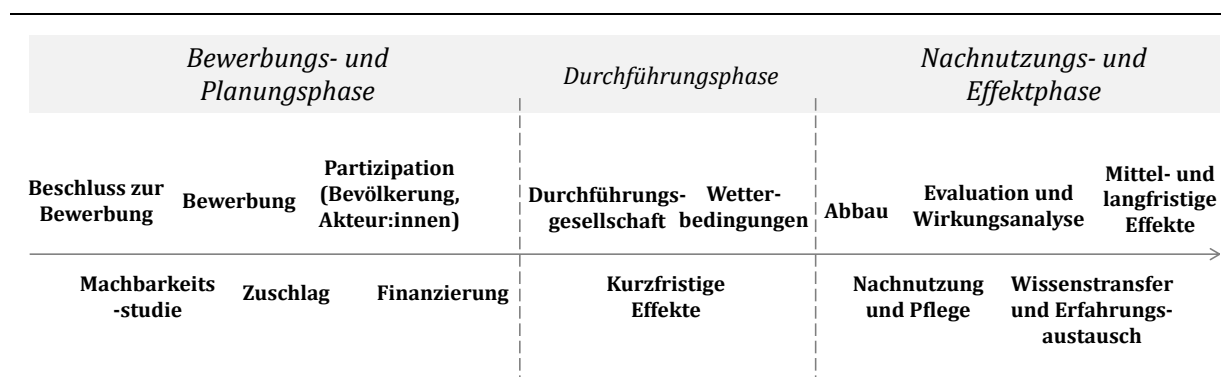 Bewerbungs- und
Planungsphase
Durchführungsphase
Nachnutzungs- und
Effektphase
Beschluss zur
Bewerbung
Bewerbung
Partizipation
(Bevölkerung,
Akteur:innen)
Durchführungs-
gesellschaft
Wetter-
bedingungen
Abbau
Evaluation und
Wirkungsanalyse
Mittel- und
langfristige
Effekte
Machbarkeits
-studie
Zuschlag
Finanzierung
Kurzfristige
Effekte
Nachnutzung
und Pflege
Wissenstransfer
und Erfahrungs-
austausch